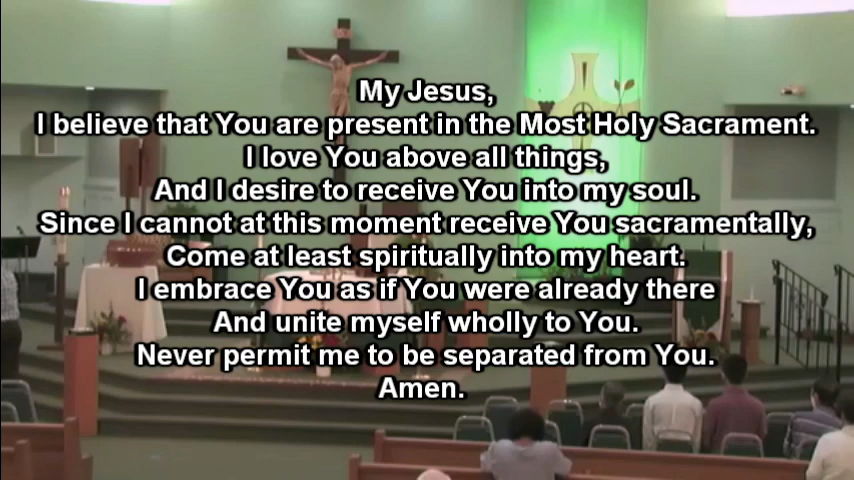 My Jesus,
I believe that You are present in the Most Holy Sacrament.
I love You above all things,
And I desire to receive You into my soul.
Since I cannot at this moment receive You sacramentally,
Come at least spiritually into my heart.
I embrace You as if You were already there
And unite myself wholly to You.
Never permit me to be separated from You.
Amen.